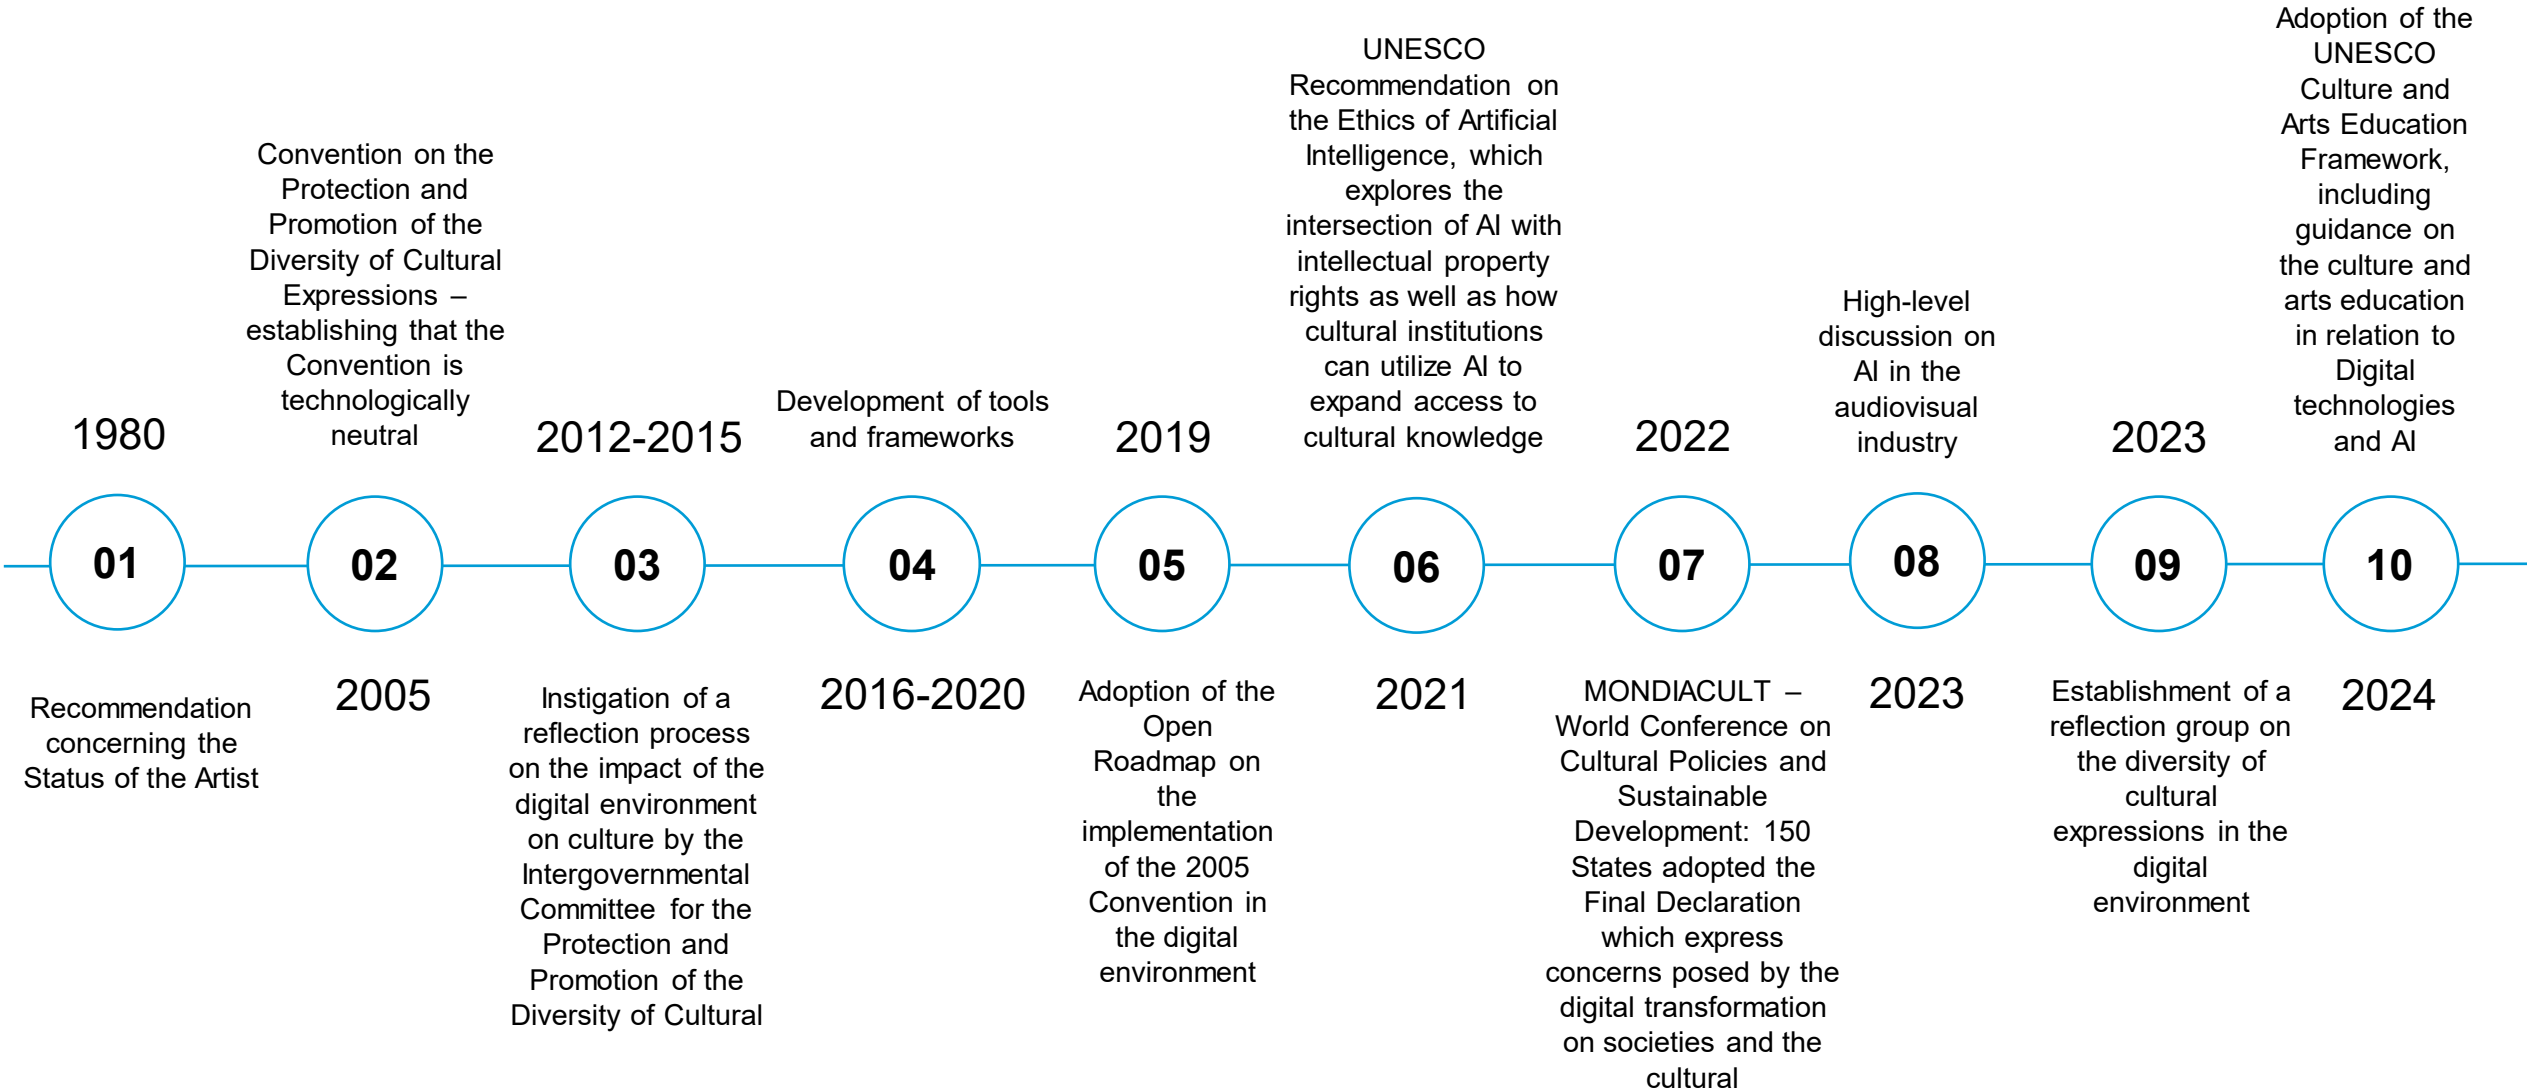 1980
01
Recommendation
concerning the
Status of the Artist
Convention on the
Protection and
Promotion of the
Diversity of Cultural
Expressions –
establishing that the
Convention is
technologically
neutral
02
2005
2012-2015
03
Instigation of a
reflection process
on the impact of the
digital environment
on culture by the
Intergovernmental
Committee for the
Protection and
Promotion of the
Diversity of Cultural
Development of tools
and frameworks
04
2016-2020
2019
05
Adoption of the
Open
Roadmap on
the
implementation
of the 2005
Convention in
the digital
environment
UNESCO
Recommendation on
the Ethics of Artificial
Intelligence, which
explores the
intersection of AI with
intellectual property
rights as well as how
cultural institutions
can utilize AI to
expand access to
cultural knowledge
06
2021
2022
07
MONDIACULT –
World Conference on
Cultural Policies and
Sustainable
Development: 150
States adopted the
Final Declaration
which express
concerns posed by the
digital transformation
on societies and the
cultural
High-level
discussion on
AI in the
audiovisual
industry
08
2023
2023
09
Establishment of a
reflection group on
the diversity of
cultural
expressions in the
digital
environment
Adoption of the
UNESCO
Culture and
Arts Education
Framework,
including
guidance on
the culture and
arts education
in relation to
Digital
technologies
and AI
10
2024